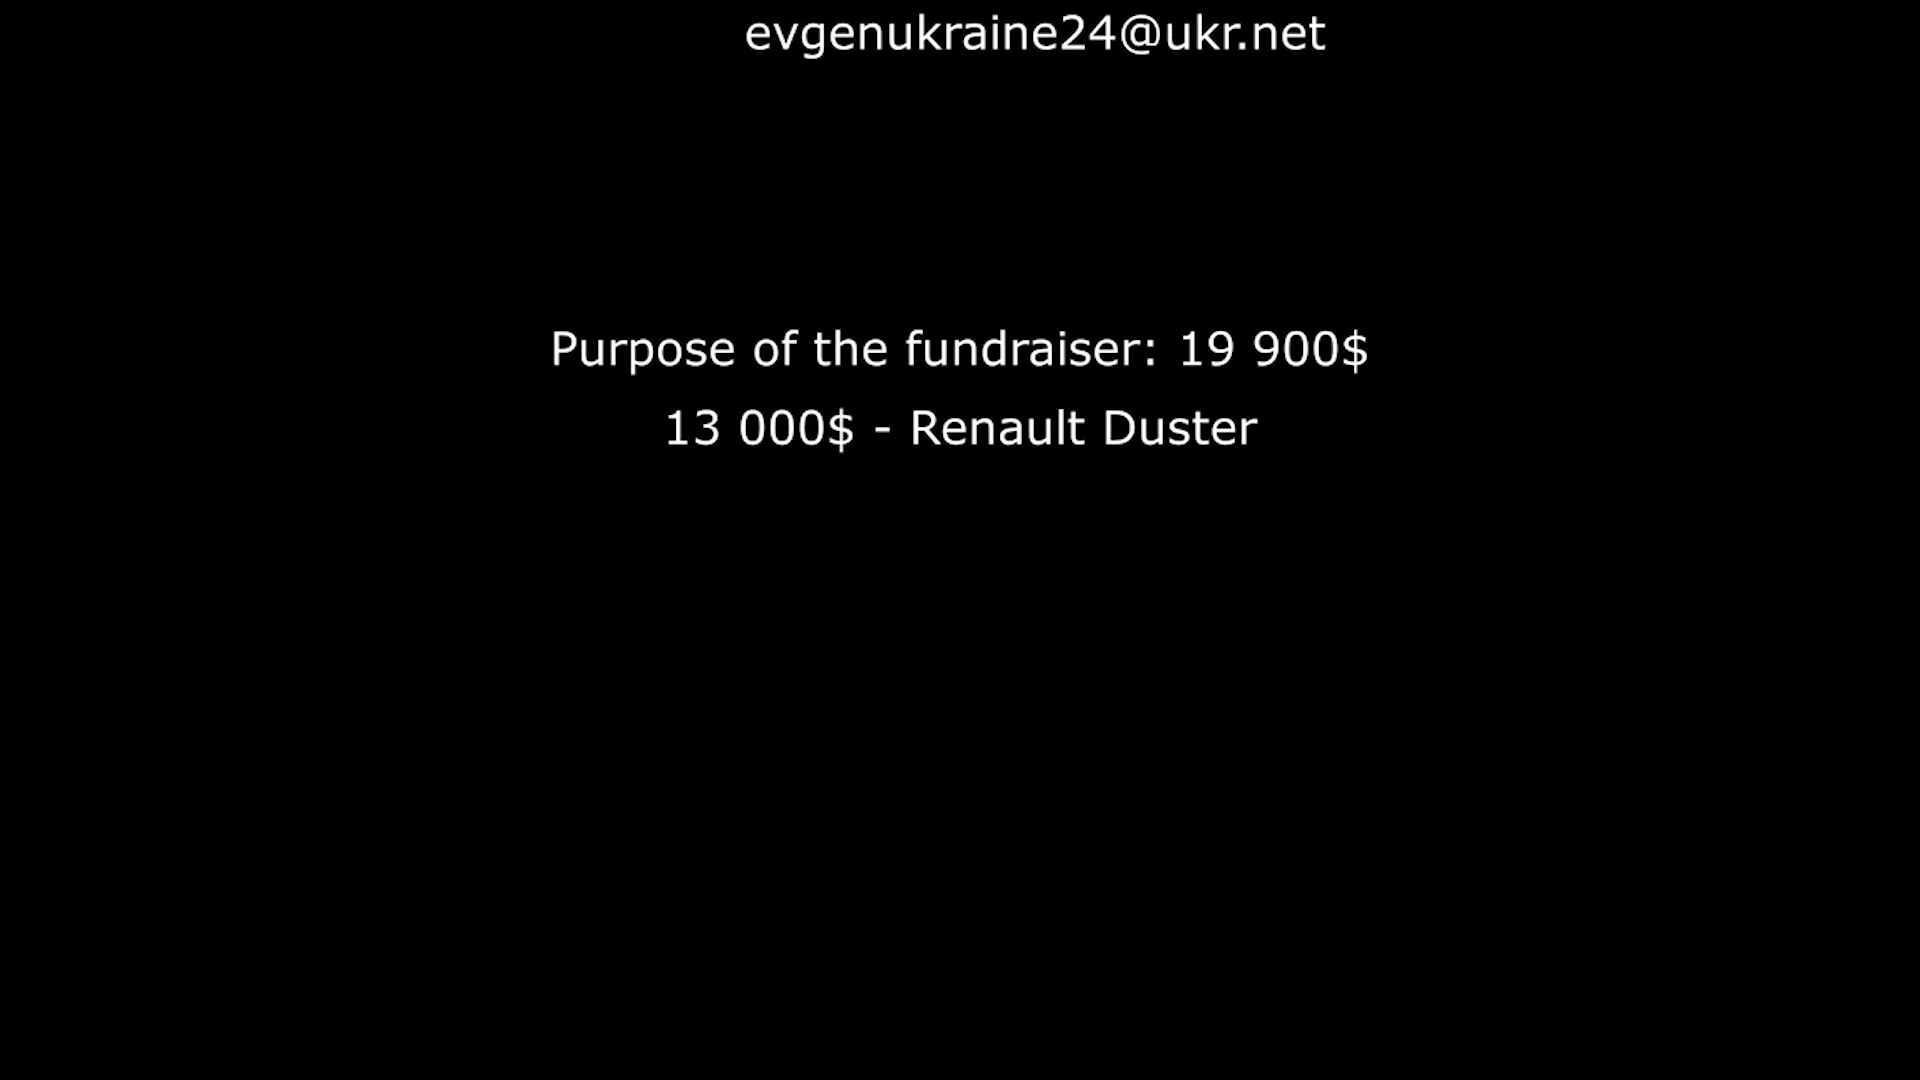 evgenukraine24@ukr.net
Purpose of the fundraiser: 19 900$
13 000$ - Renault Duster